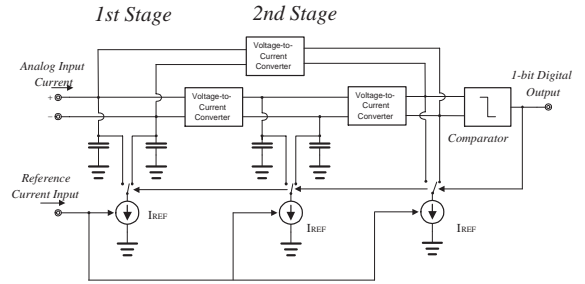 1st Stage
2nd Stage
Voltage-to-
Current
Converter
Analog Input
Current
1-bit Digital
Output
+
−
Voltage-to-
Current
Converter
Voltage-to-
Current
Converter
Comparator
Reference
Current Input
IREF
IREF
IREF